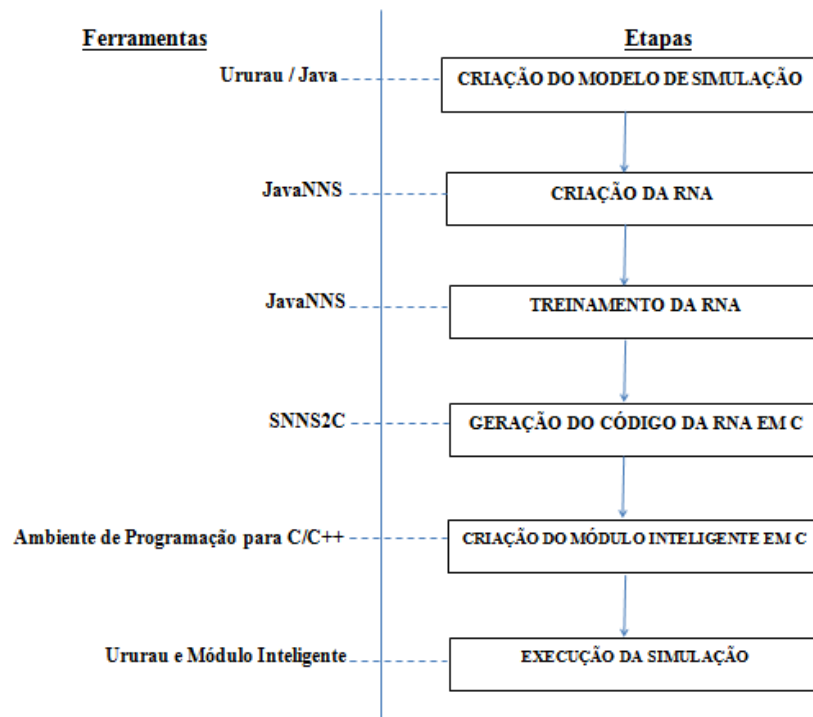 Ferramentas
Etapas
Ururau / Java
CRIAÇÃO DO MODELO DE SIMULAÇÃO
JavaNNS
CRIAÇÃO DA RNA
JavaNNS
TREINAMENTO DA RNA
SNNS2C
GERAÇÃO DO CÓDIGO DA RNA EM C
Ambiente de Programação para C/C++
CRIAÇÃO DO MÓDULO INTELIGENTE EM C
Ururau e Módulo Inteligente
EXECUÇÃO DA SIMULAÇÃO